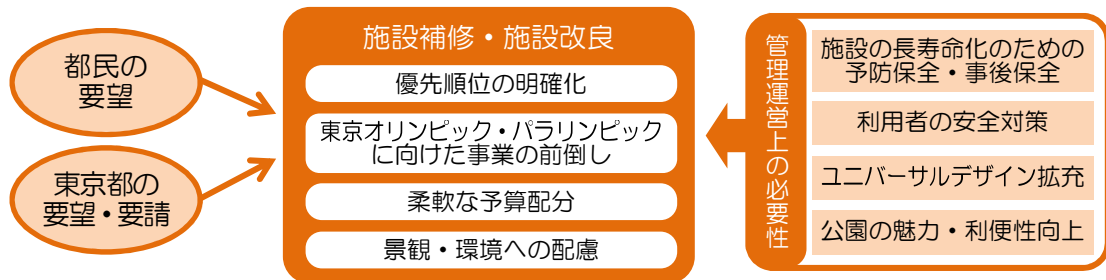 都民の
要望
東京都の
要望・要請
施設補修・施設改良
優先順位の明確化
東京オリンピック・パラリンピック
に向けた事業の前倒し
柔軟な予算配分
景観・環境への配慮
管理運営上の必要性
施設の長寿命化のための
予防保全・事後保全
利用者の安全対策
ユニバーサルデザイン拡充
公園の魅力・利便性向上